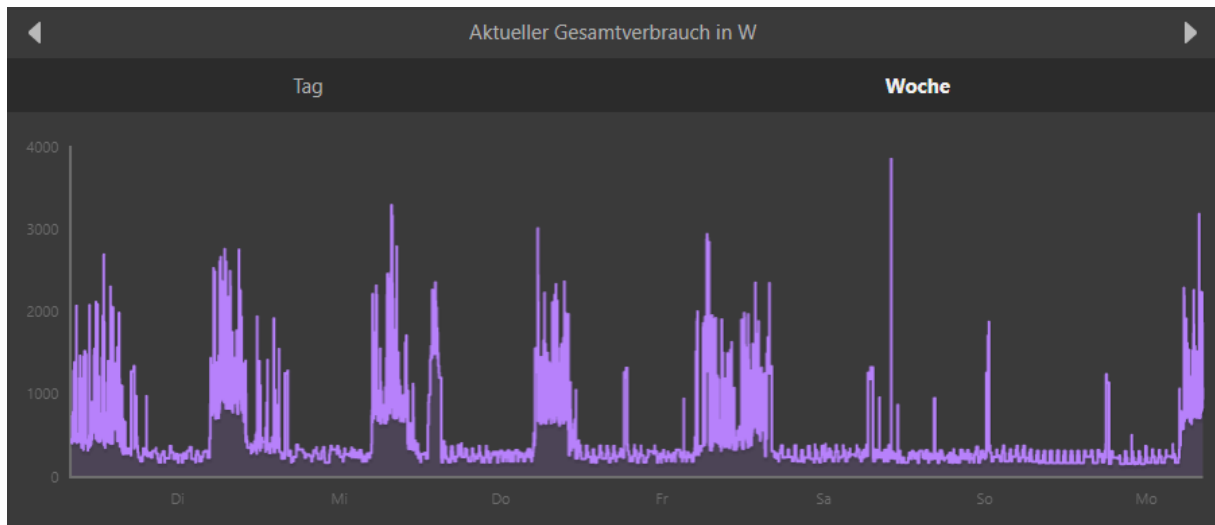 Aktueller Gesamtverbrauch in W
Tag Woche
4000
3000
2000
1000
0
Di Mi Do Fr Sa So Mo